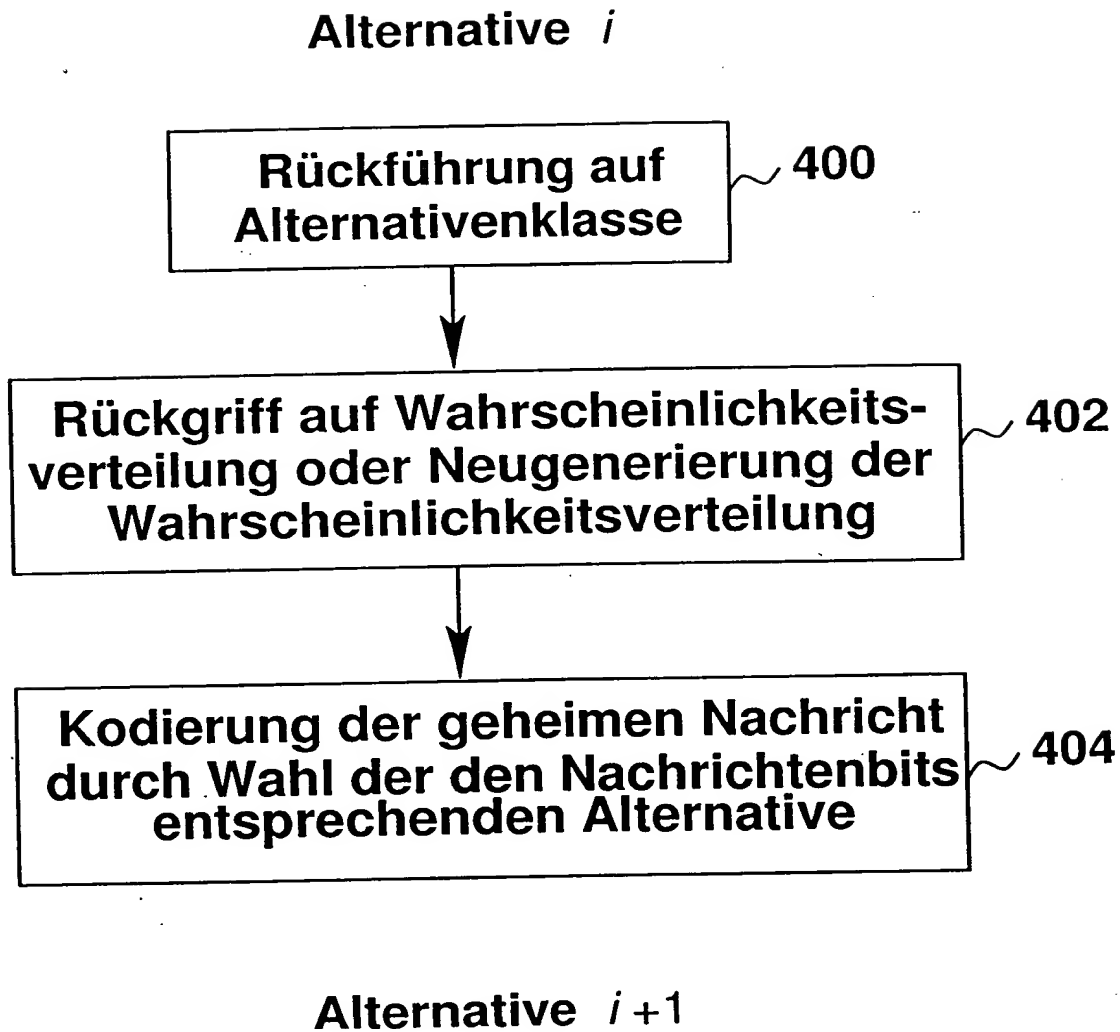 Alternative i
Rückführung auf
Alternativenklasse
400
Rückgriff auf Wahrscheinlichkeits-
verteilung oder Neugenerierung der
Wahrscheinlichkeitsverteilung
402
Kodierung der geheimen Nachricht
durch Wahl der den Nachrichtenbits
entsprechenden Alternative
404
Alternative i+1